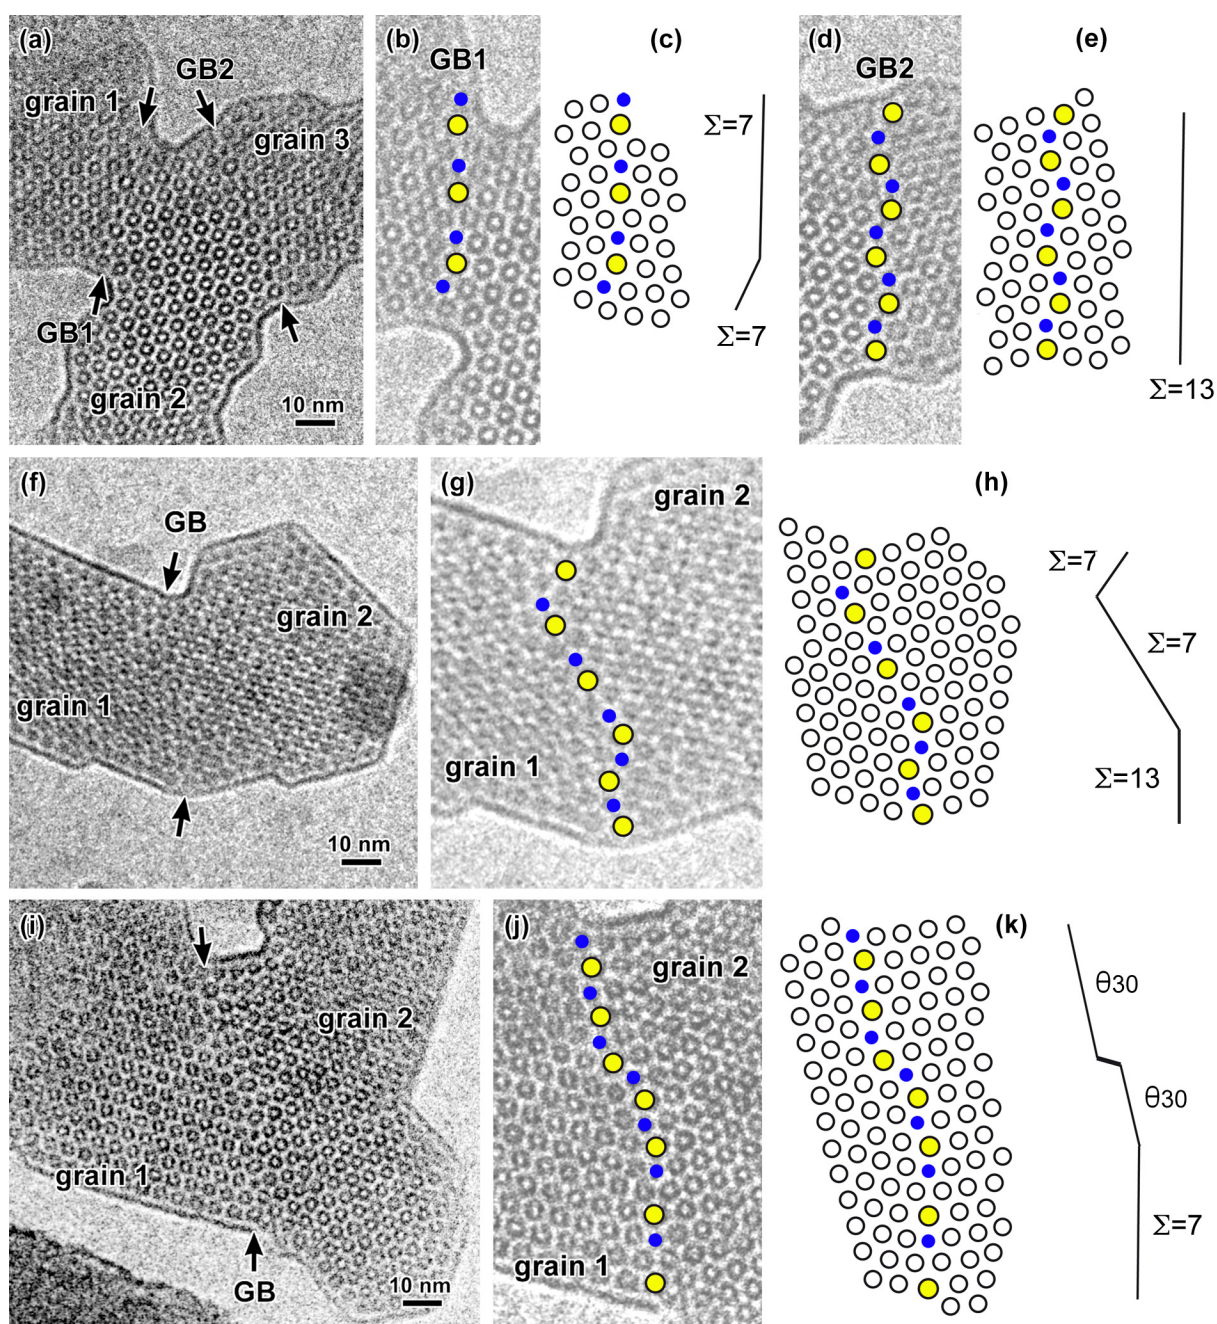 (a)
GB2
grain 1
grain 3
GB1
grain 2
10 nm
(b)
GB1
(c)
Σ=7
Σ=7
(d)
GB2
(e)
Σ=13
(f)
GB
grain 2
grain 1
10 nm
(g)
grain 2
grain 1
(h)
Σ=7
Σ=7
Σ=13
(i)
grain 2
grain 1
GB
10 nm
(j)
grain 2
grain 1
(k)
θ30
θ30
Σ=7